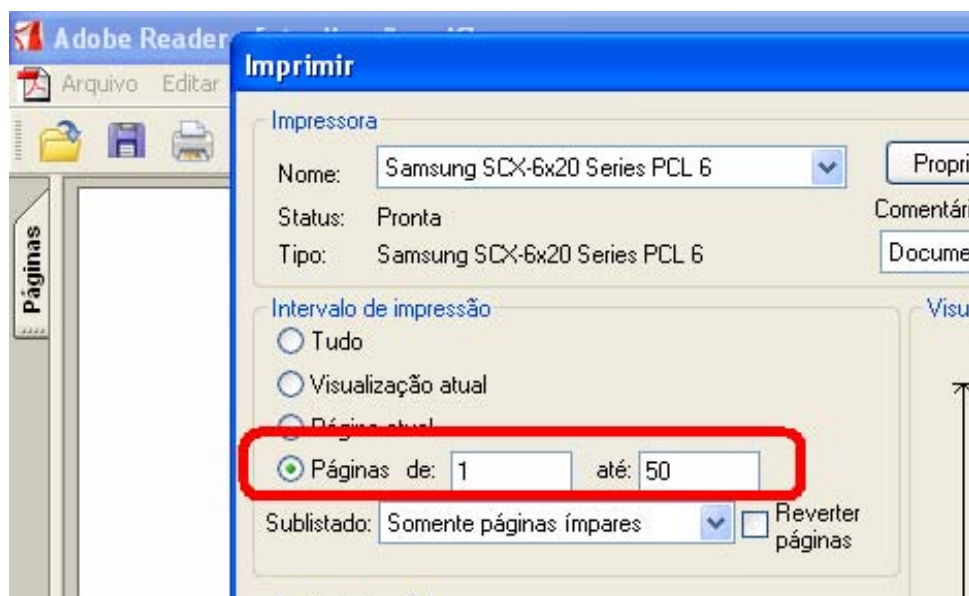 Adobe Reader
Arquivo Editar
Imprimir
Impressora
Nome: Samsung SCX-6x20 Series PCL 6 Propri
Status: Pronta Comentári
Tipo: Samsung SCX-6x20 Series PCL 6 Docume
Páginas
Intervalo de impressão Visu
Tudo
Visualização atual
Página atual
Páginas de: 1 até: 50
Sublistado: Somente páginas ímpares Reverter
páginas